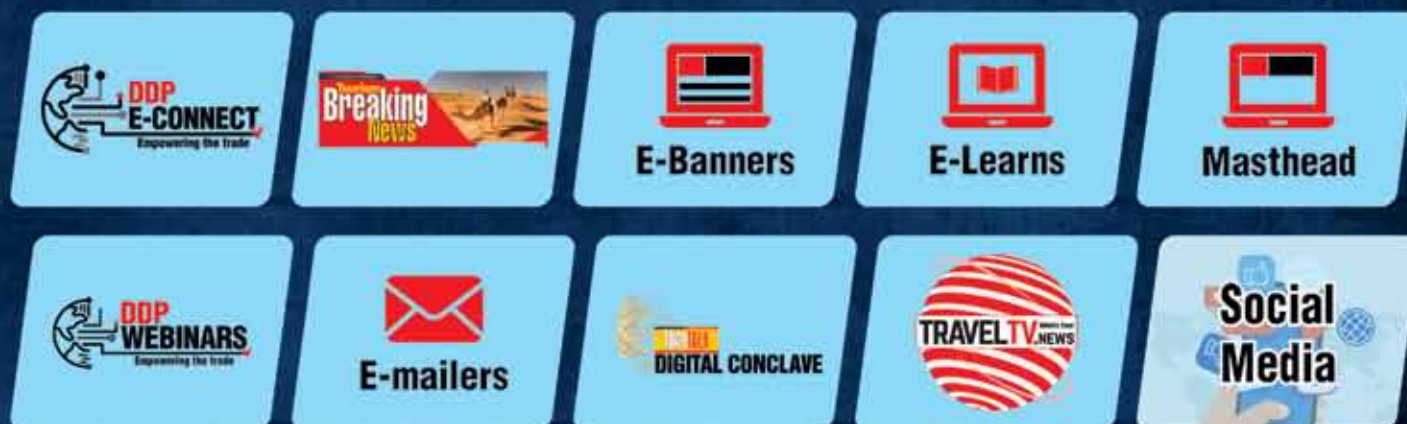 DDP
E-CONNECT
Empowering the trade
Tourism
Breaking
News
E-Banners
E-Learns
Masthead
DDP
WEBINARS
Empowering the trade
E-mailers
DIGITAL CONCLAVE
TRAVELTV.NEWS
Social
Media